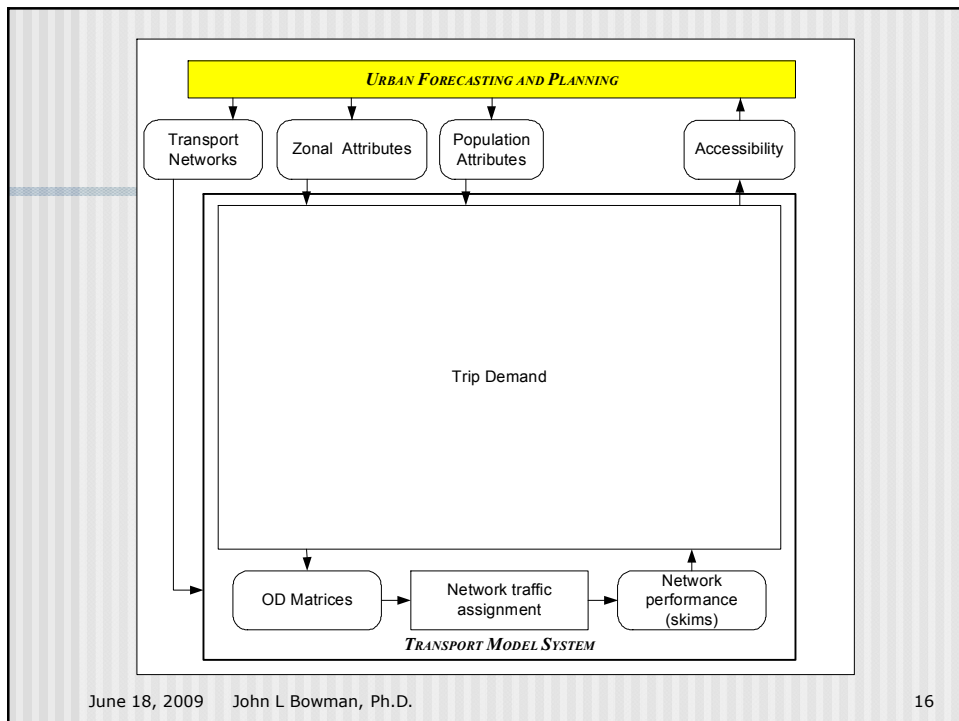 URBAN FORECASTING AND PLANNING
Transport
Networks
Zonal Attributes
Population
Attributes
Accessibility
Trip Demand
OD Matrices
Network traffic
assignment
Network
performance
(skims)
TRANSPORT MODEL SYSTEM
June 18, 2009 John L Bowman, Ph.D. 16